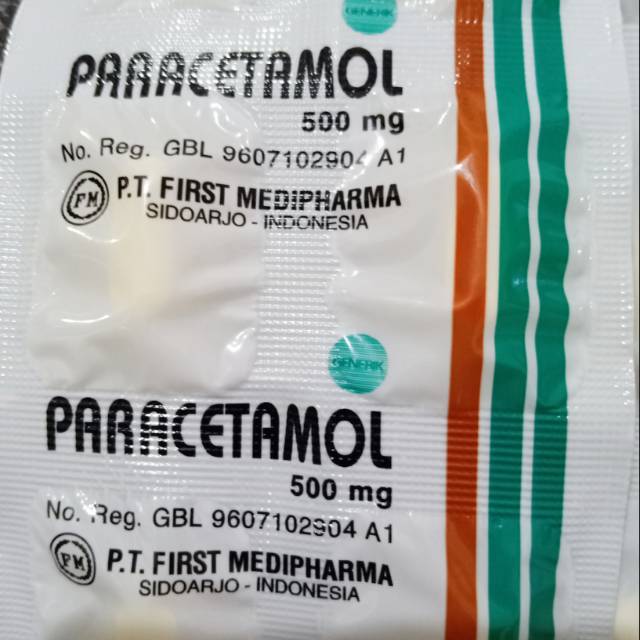 GENERIK
PARACETAMOL
500 mg
No. Reg. GBL 9607102904 A1
FM P.T. FIRST MEDIPHARMA
SIDOARJO - INDONESIA
GENERIK
PARACETAMOL
500 mg
No. Reg. GBL 9607102904 A1
FM P.T. FIRST MEDIPHARMA
SIDOARJO - INDONESIA